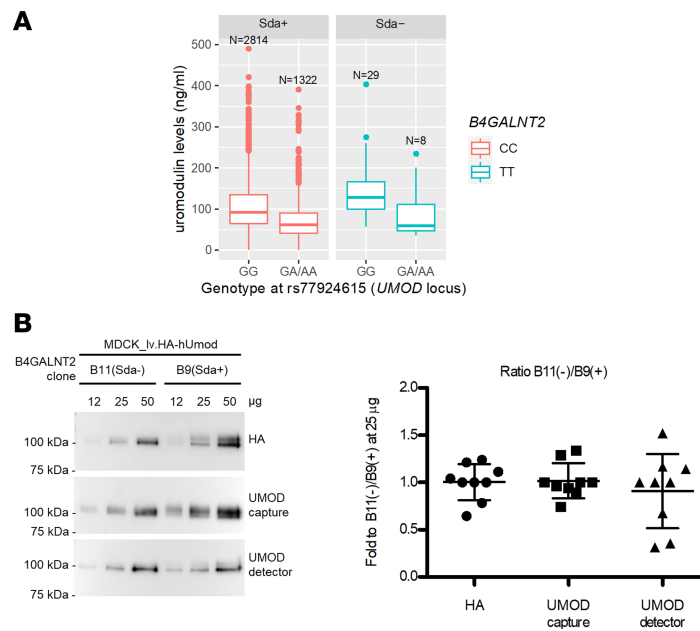 A
Sda+ Sda−
N=2814
N=1322
N=29
N=8
500
400
300
200
100
0
uromodulin levels (ng/ml)
GG GA/AA GG GA/AA
Genotype at rs77924615 (UMOD locus)
B4GALNT2
CC
TT
B
MDCK_lv.HA-hUmod
B4GALNT2 clone
B11(Sda-) B9(Sda+)
12 25 50 12 25 50 µg
100 kDa - HA
75 kDa -
100 kDa - UMOD capture
75 kDa -
100 kDa - UMOD detector
75 kDa -
Ratio B11(-)/B9(+)
Fold to B11(-)/B9(+) at 25 µg
2.0
1.5
1.0
0.5
0.0
HA UMOD capture UMOD detector